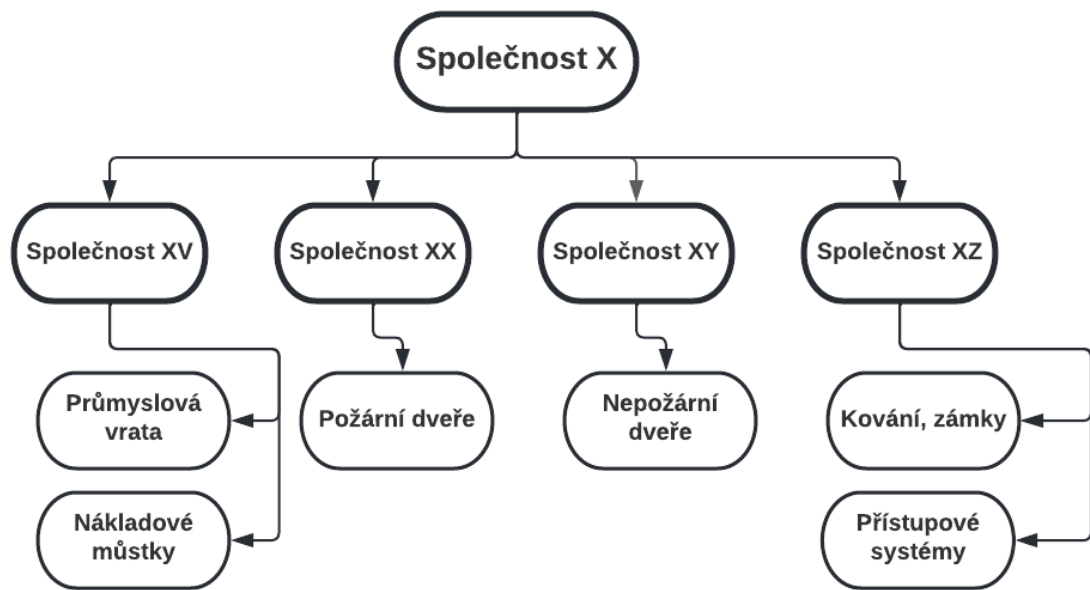 Společnost X
Společnost XV
Společnost XX
Společnost XY
Společnost XZ
Průmyslová
vrata
Požární dveře
Nepožární
dveře
Kování, zámky
Nákladové
můstky
Přístupové
systémy